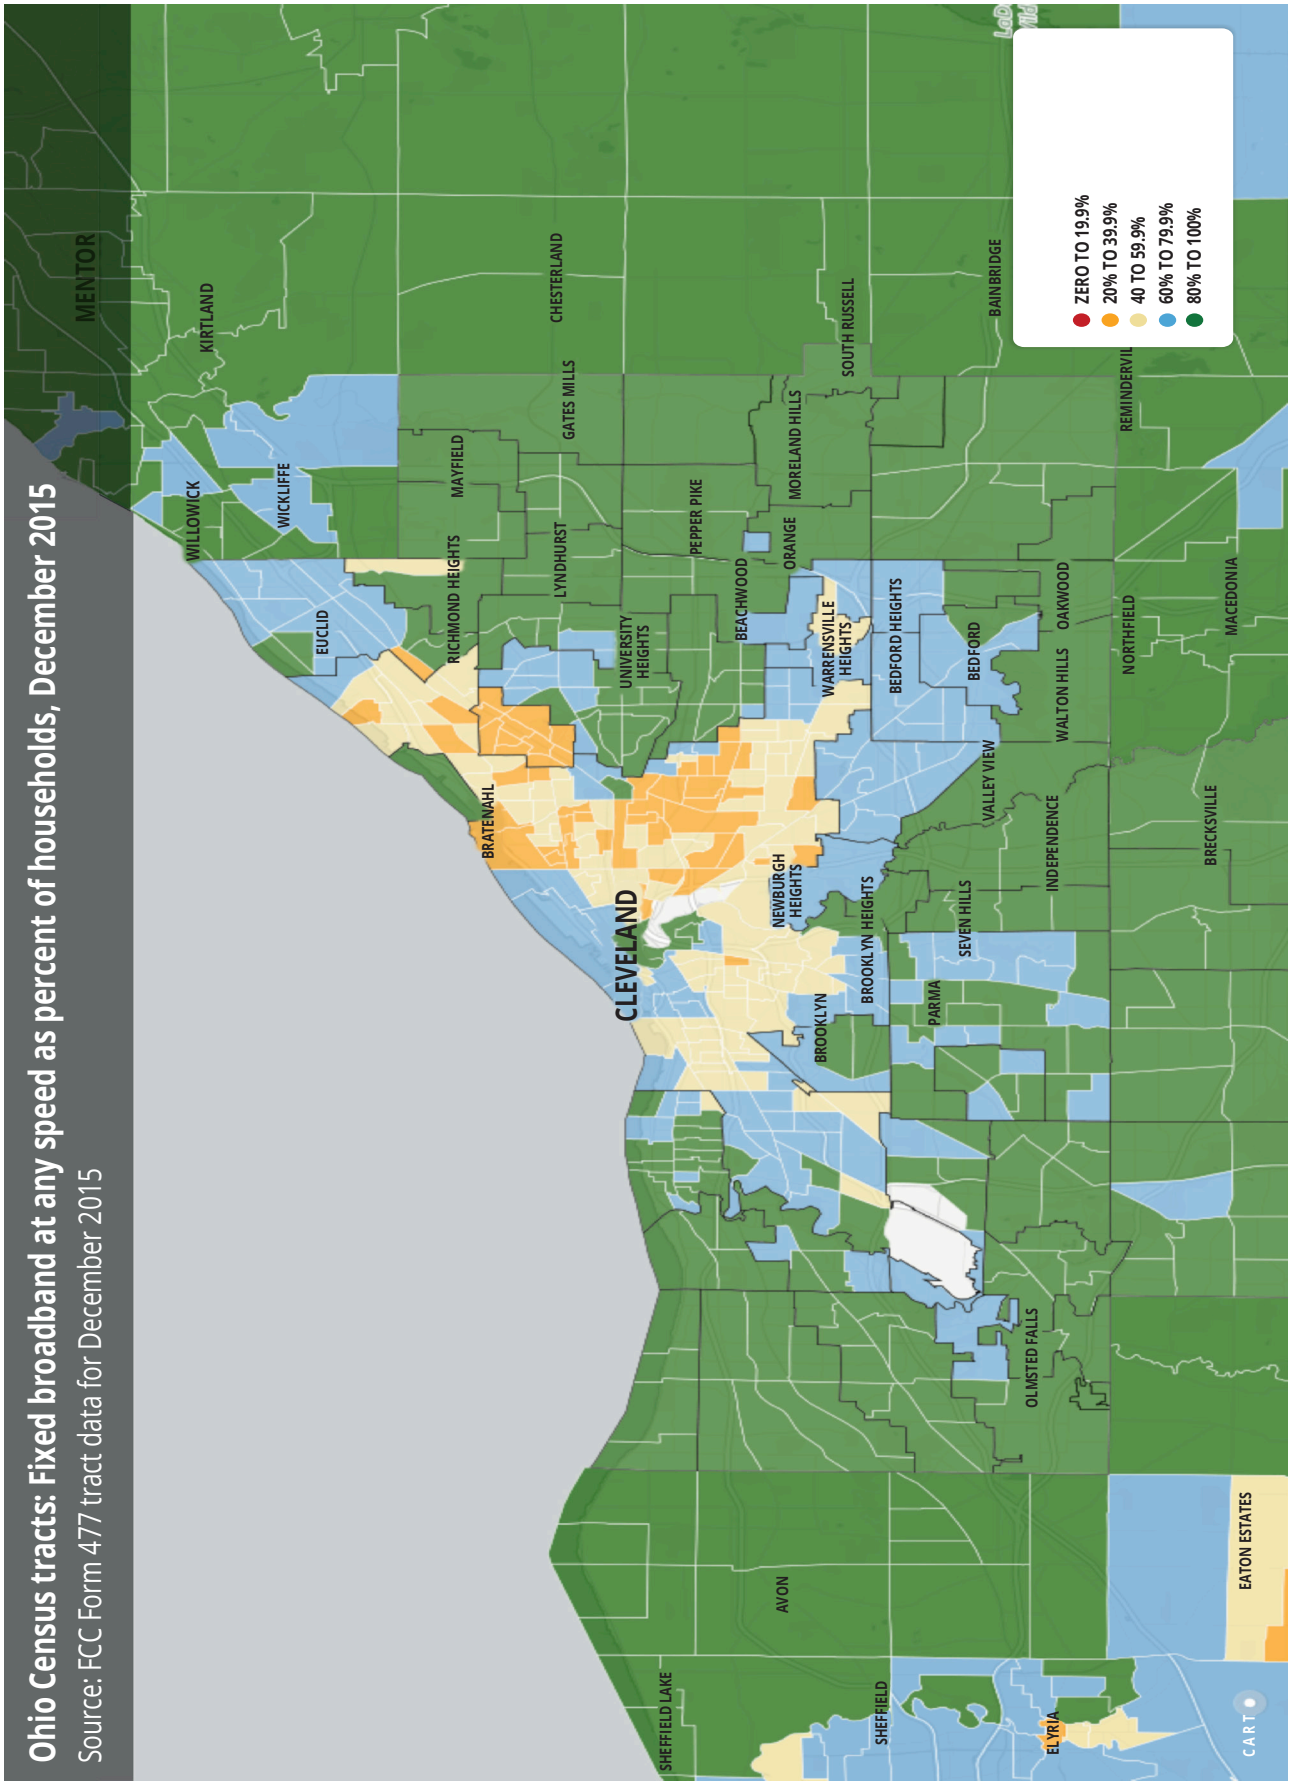 Ohio Census tracts: Fixed broadband at any speed as percent of households, December 2015
Source: FCC Form 477 tract data for December 2015
MENTOR
KIRTLAND
WILLOWICK
WICKLIFFE
EUCLID
CHESTERLAND
GATES MILLS
MAYFIELD
RICHMOND HEIGHTS
LYNDHURST
BRATENAHL
UNIVERSITY
HEIGHTS
PEPPER PIKE
BEACHWOOD
MORELAND HILLS
ORANGE
SOUTH RUSSELL
WARRENSVILLE
HEIGHTS
BEDFORD HEIGHTS
BAINBRIDGE
CLEVELAND
NEWBURGH
HEIGHTS
BROOKLYN HEIGHTS
BROOKLYN
BEDFORD
OAKWOOD
WALTON HILLS
VALLEY VIEW
INDEPENDENCE
SEVEN HILLS
PARMA
REMINDERVIL
NORTHFIELD
MACEDONIA
BRECKSVILLE
OLMSTED FALLS
AVON
SHEFFIELD LAKE
SHEFFIELD
ELYRIA
EATON ESTATES
LaD
Vild
ZERO TO 19.9%
20% TO 39.9%
40 TO 59.9%
60% TO 79.9%
80% TO 100%
CARTO